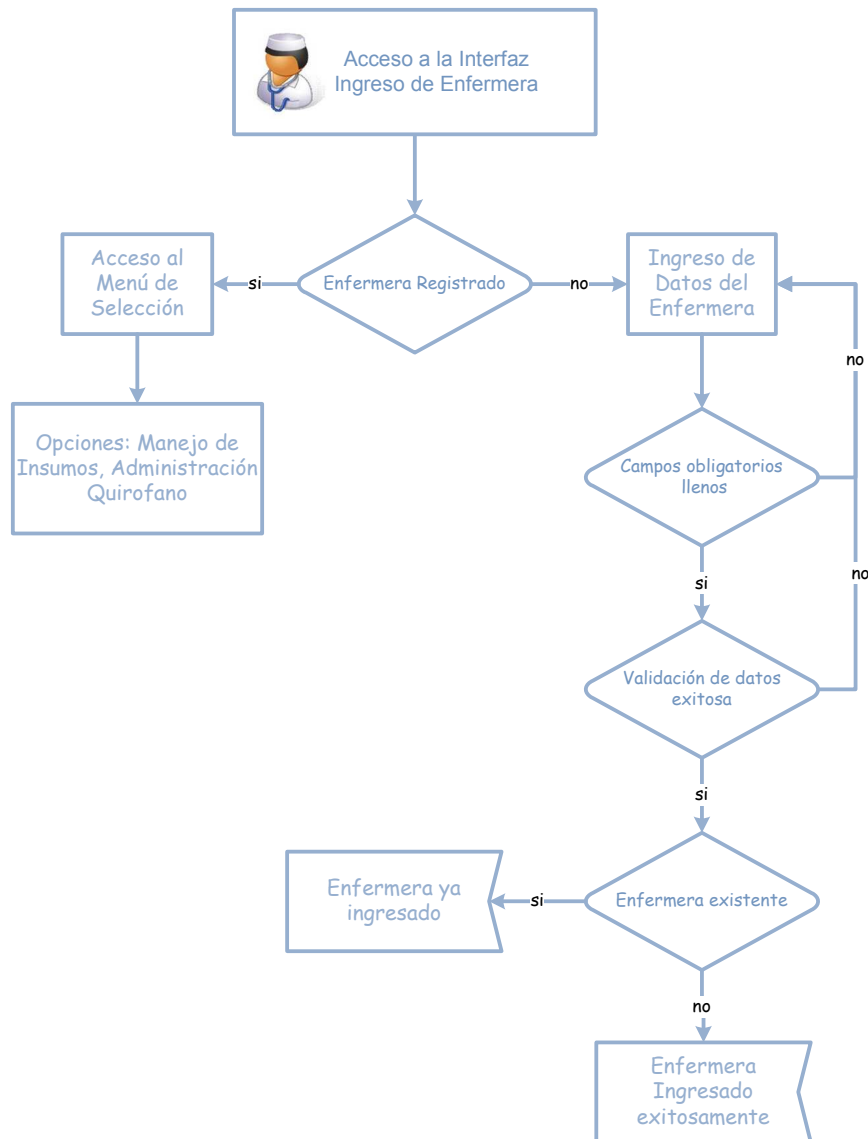 Acceso a la Interfaz
Ingreso de Enfermera
Acceso al
Menú de
Selección
si
Enfermera Registrado
no
Ingreso de
Datos del
Enfermera
no
Opciones: Manejo de
Insumos, Administración
Quirofano
Campos obligatorios
llenos
si
no
Validación de datos
exitosa
si
Enfermera ya
ingresado
si
Enfermera existente
no
Enfermera
Ingresado
exitosamente